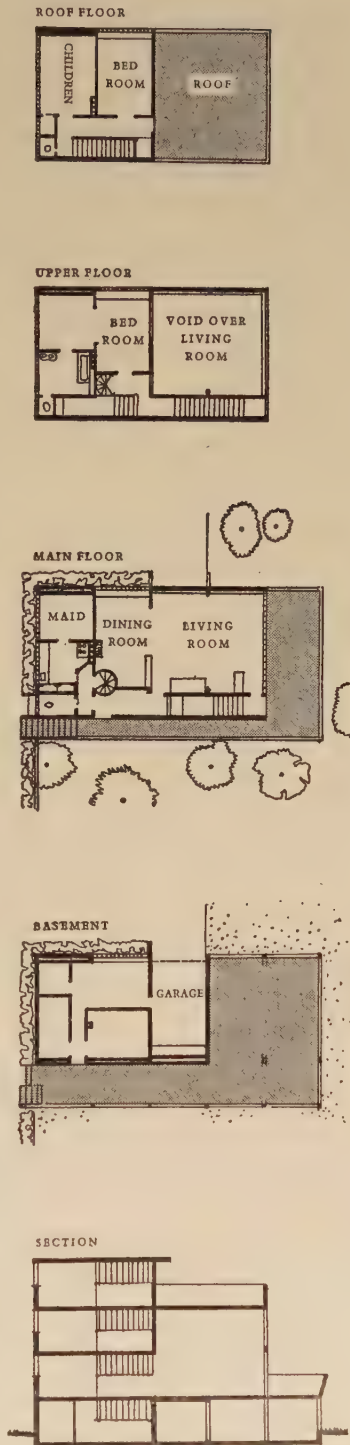 ROOF FLOOR
CHILDREN
BED
ROOM
ROOF
UPPER FLOOR
BED
ROOM
VOID OVER
LIVING
ROOM
MAIN FLOOR
MAID
DINING
ROOM
LIVING
ROOM
BASEMENT
GARAGE
SECTION